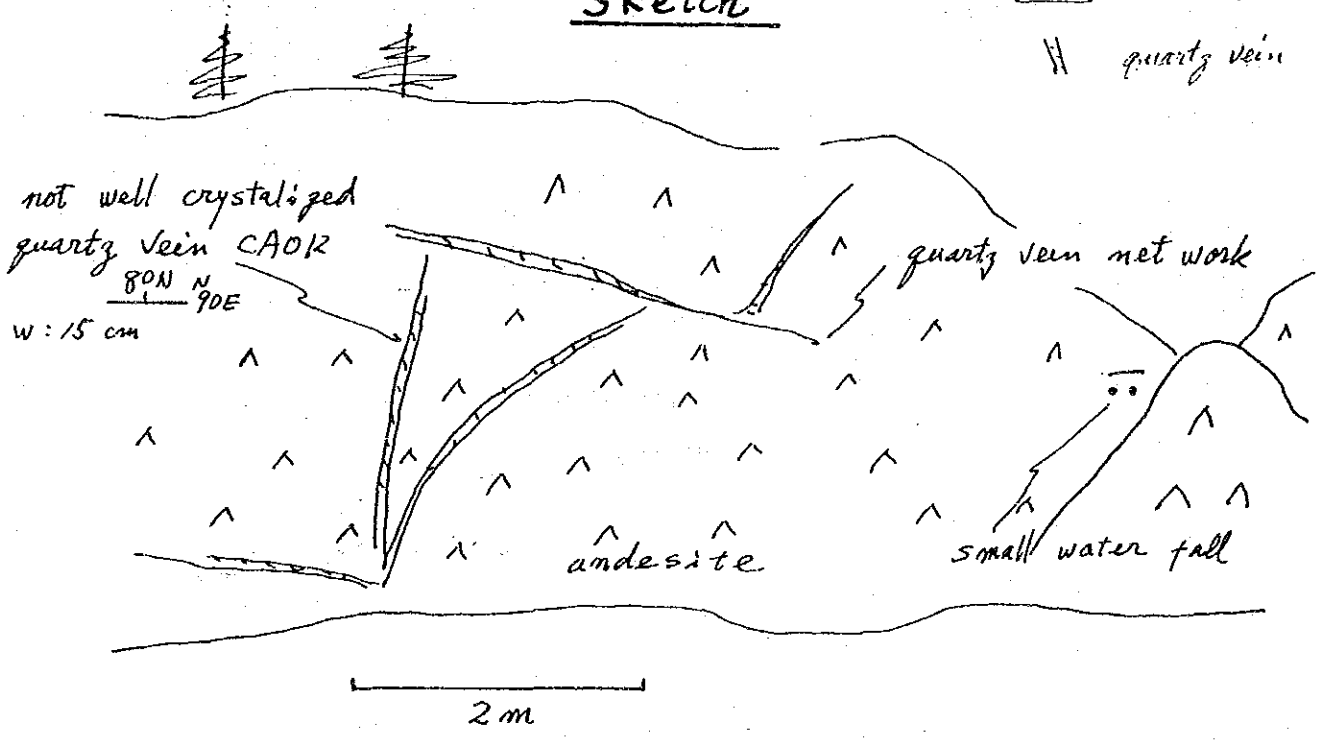 Sketch
quartz vein
not well crystalized
quartz vein CA01R
80N N
90E
w : 15 cm
quartz vein net work
andesite
small water fall
2 m